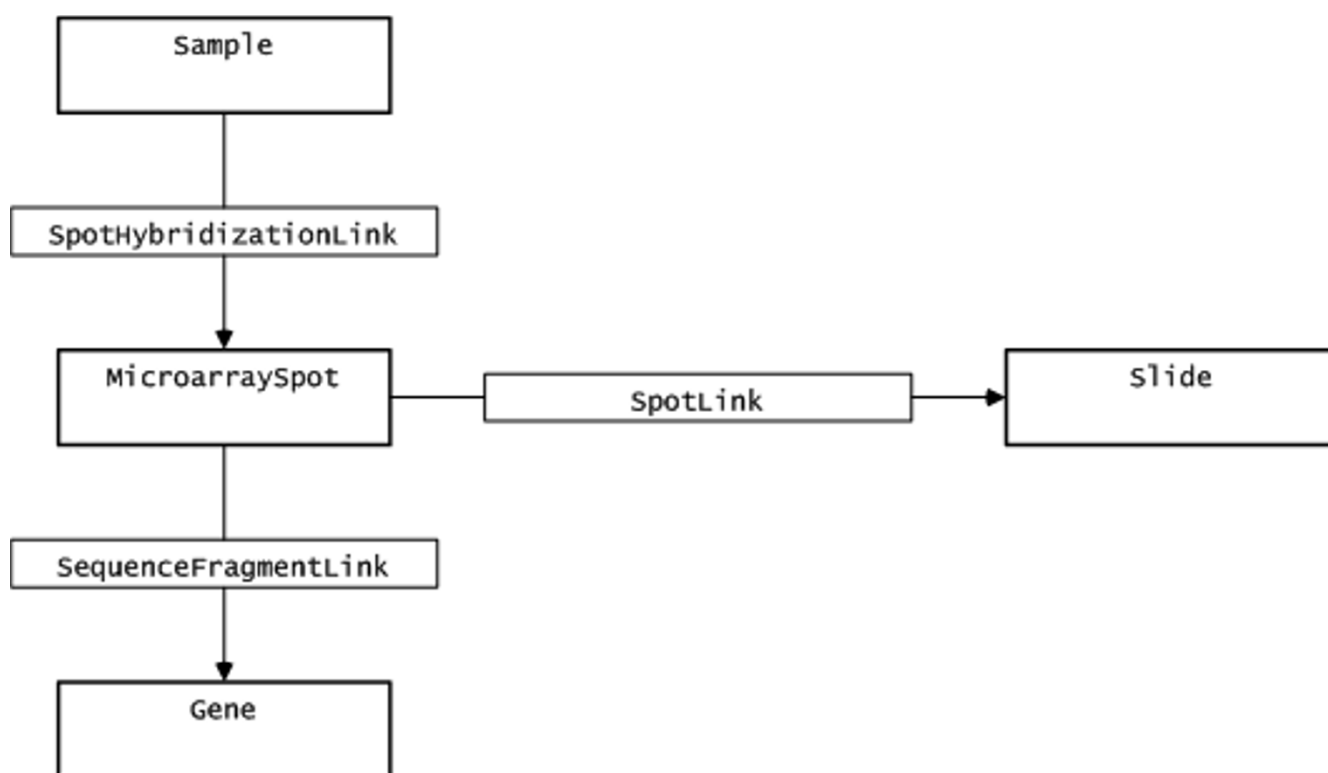 Sample
SpotHybridizationLink
MicroarraySpot
SpotLink
Slide
SequenceFragmentLink
Gene